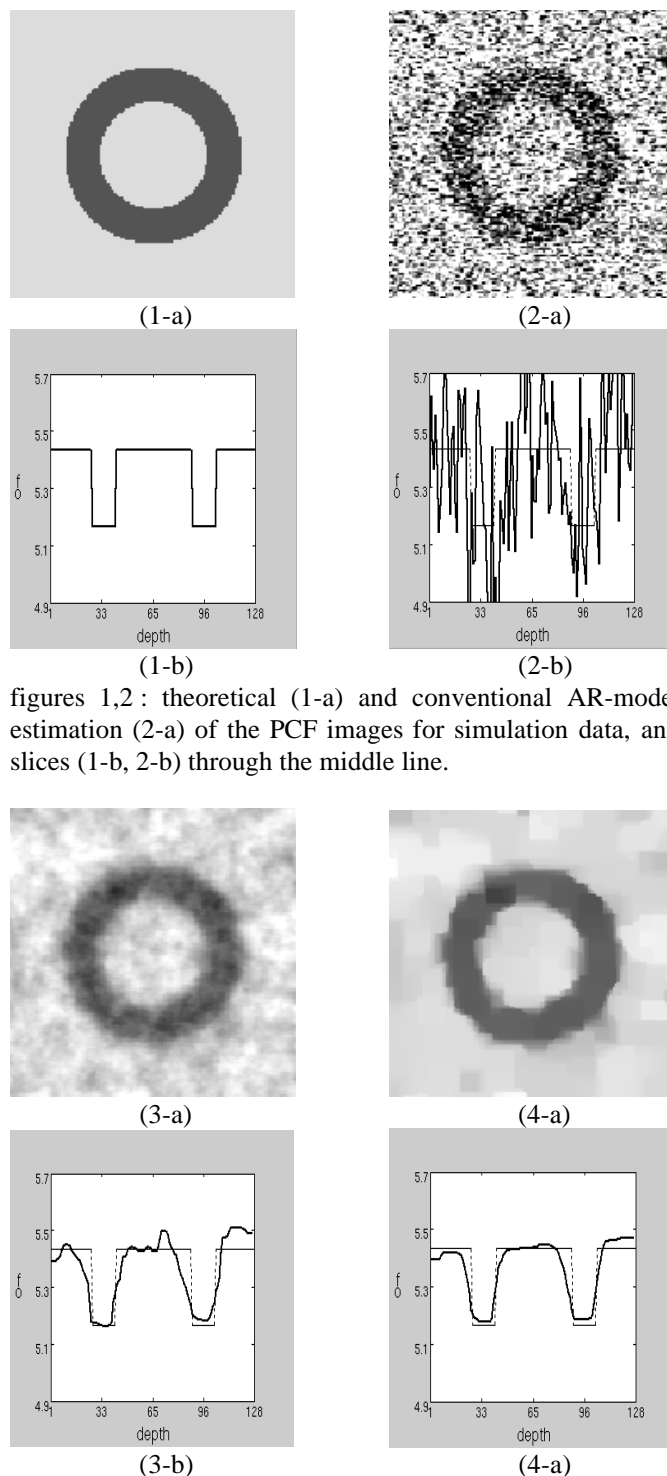 (1-a) (2-a)
5.7 5.7
5.5 5.5
f f
o 5.3 o 5.3
5.1 5.1
4.9 4.9
1 33 65 96 128 1 33 65 96 128
depth depth
(1-b) (2-b)
figures 1,2 : theoretical (1-a) and conventional AR-mode
estimation (2-a) of the PCF images for simulation data, an
slices (1-b, 2-b) through the middle line.
(3-a) (4-a)
5.7 5.7
5.5 5.5
f f
o 5.3 o 5.3
5.1 5.1
4.9 4.9
1 33 65 96 128 1 33 65 96 128
depth depth
(3-b) (4-a)